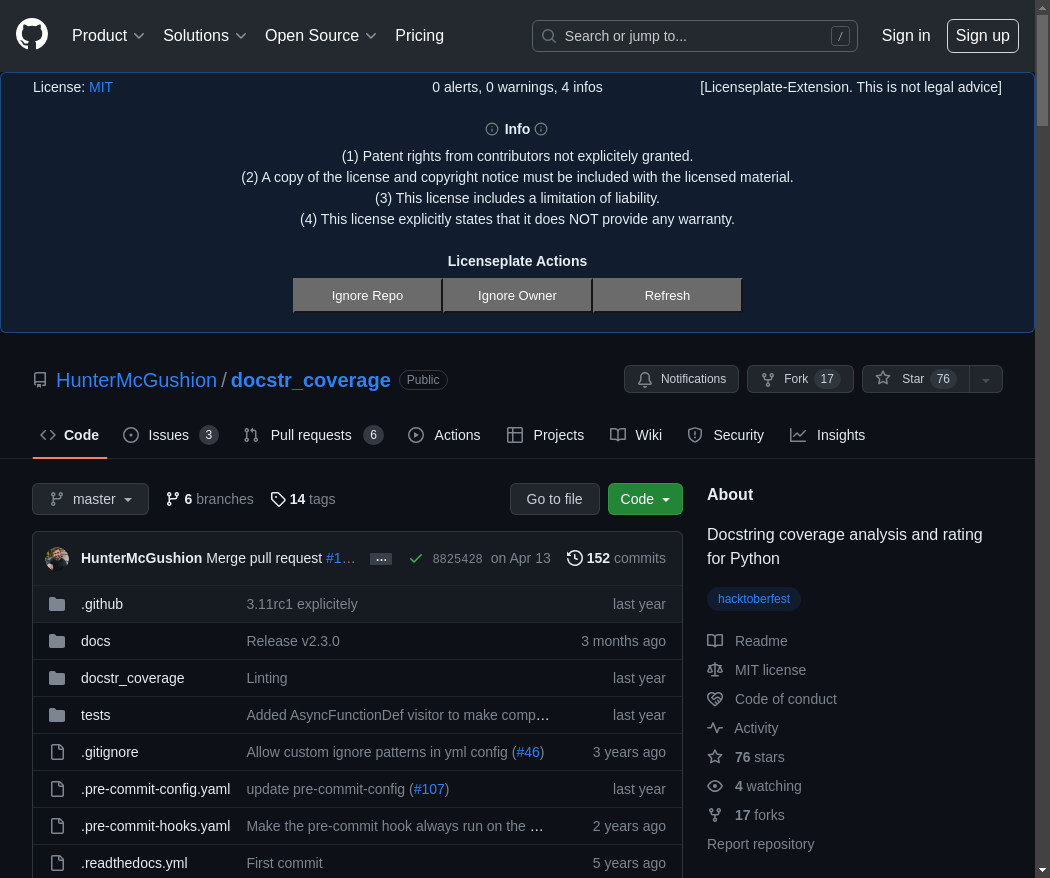 Product Solutions Open Source Pricing Search or jump to... / Sign in Sign up
License: MIT 0 alerts, 0 warnings, 4 infos [Licenseplate-Extension. This is not legal advice]
Info
(1) Patent rights from contributors not explicitely granted.
(2) A copy of the license and copyright notice must be included with the licensed material.
(3) This license includes a limitation of liability.
(4) This license explicitly states that it does NOT provide any warranty.
Licenseplate Actions
Ignore Repo Ignore Owner Refresh
HunterMcGushion / docstr_coverage Public Notifications Fork 17 Star 76
Code Issues 3 Pull requests 6 Actions Projects Wiki Security Insights
master 6 branches 14 tags Go to file Code
HunterMcGushion Merge pull request #1… … 8825428 on Apr 13 152 commits
.github 3.11rc1 explicitely last year
docs Release v2.3.0 3 months ago
docstr_coverage Linting last year
tests Added AsyncFunctionDef visitor to make comp… last year
.gitignore Allow custom ignore patterns in yml config (#46) 3 years ago
.pre-commit-config.yaml update pre-commit-config (#107) last year
.pre-commit-hooks.yaml Make the pre-commit hook always run on the … 2 years ago
.readthedocs.yml First commit 5 years ago
About
Docstring coverage analysis and rating
for Python
hacktoberfest
Readme
MIT license
Code of conduct
Activity
76 stars
4 watching
17 forks
Report repository